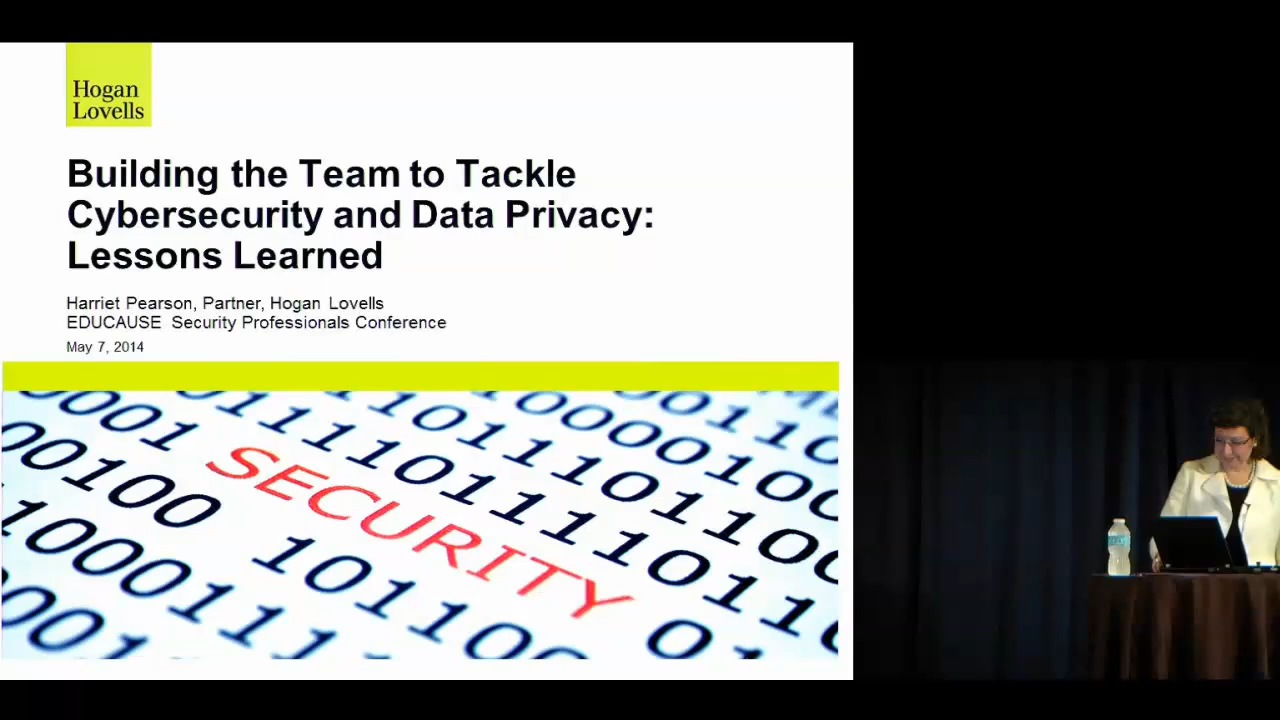 Hogan
Lovells
Building the Team to Tackle
Cybersecurity and Data Privacy:
Lessons Learned
Harriet Pearson, Partner, Hogan Lovells
EDUCAUSE Security Professionals Conference
May 7, 2014
SECURITY